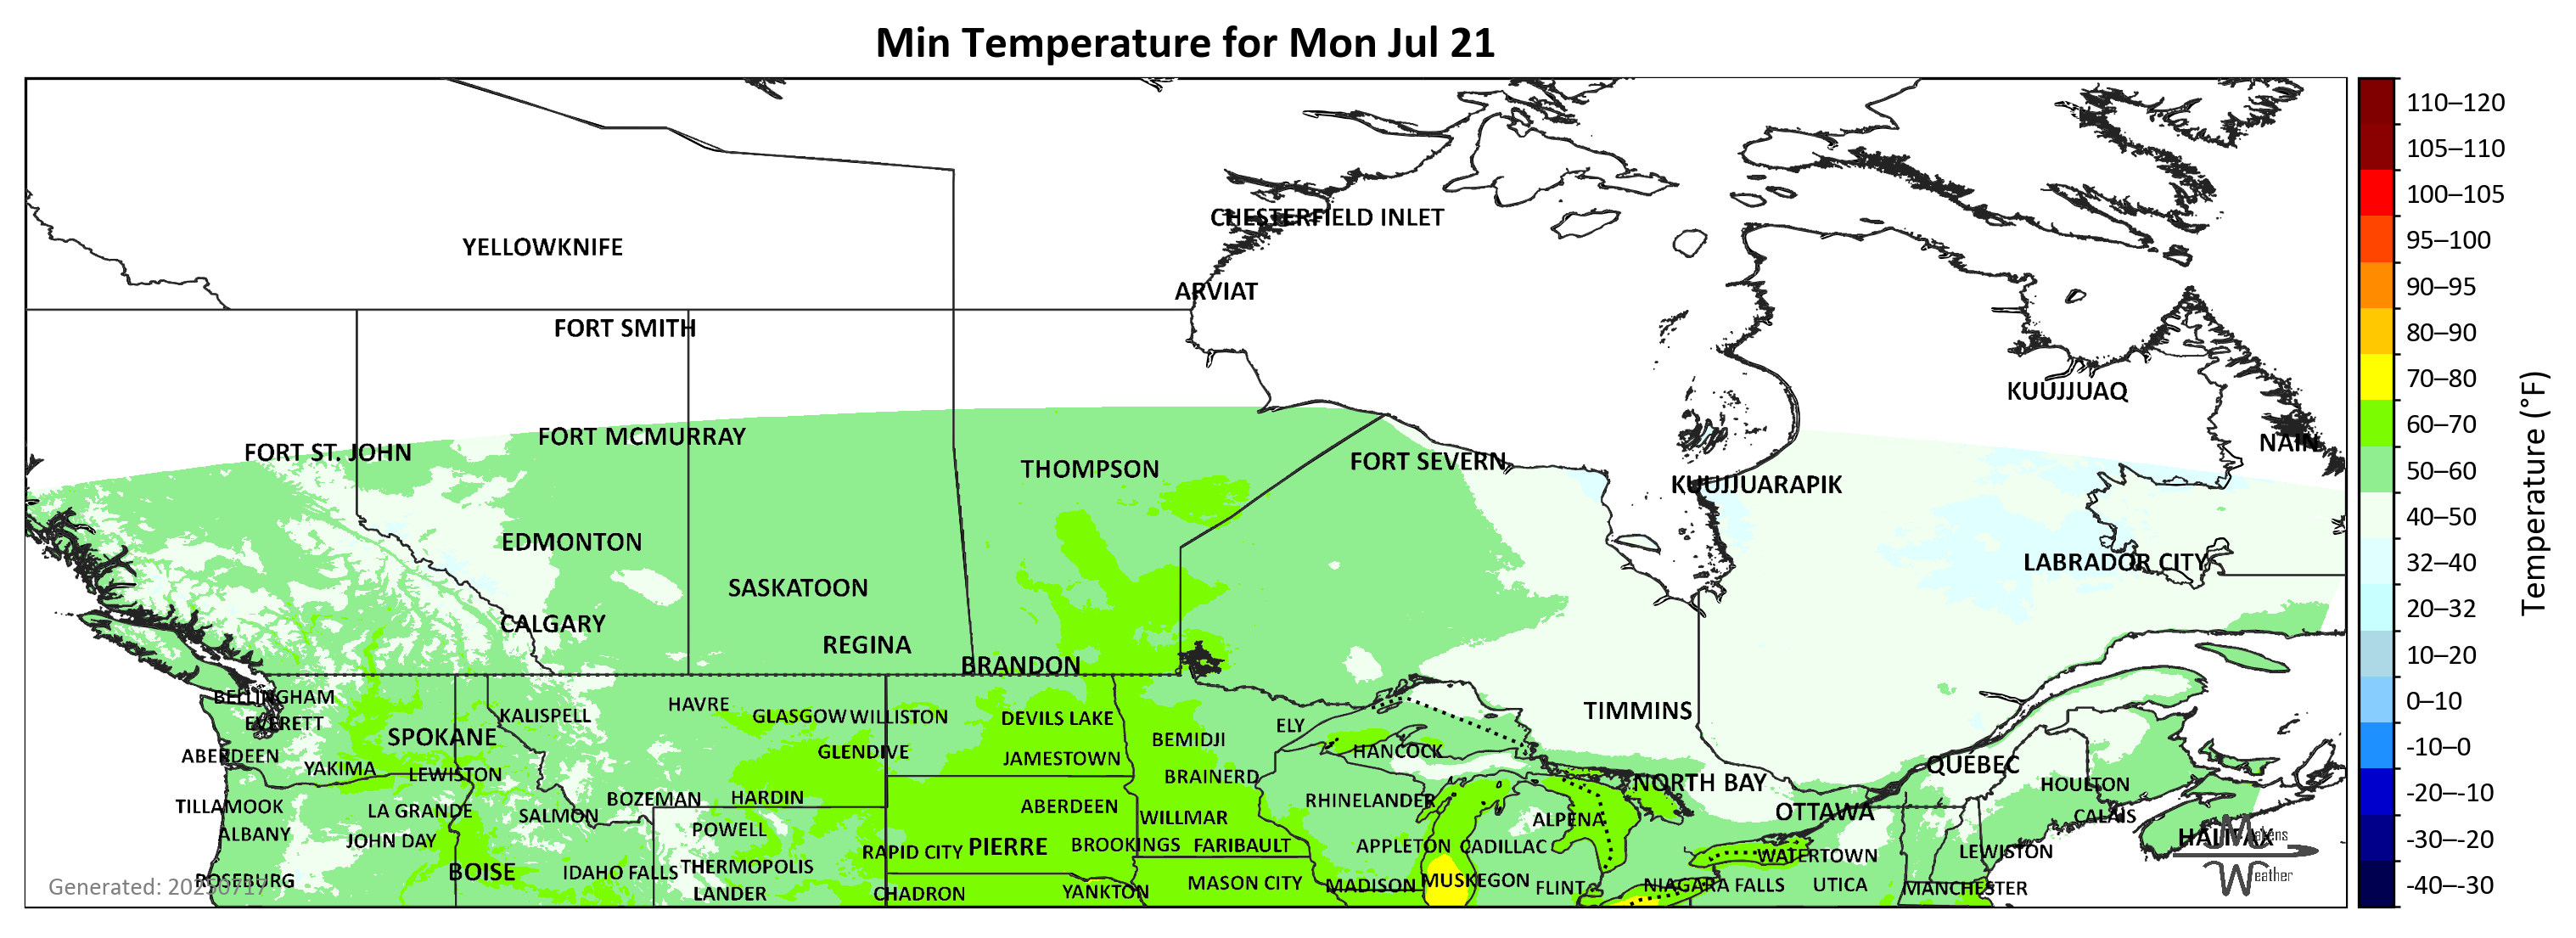 Min Temperature for Mon Jul 21
110–120
105–110
100–105
95–100
90–95
80–90
70–80
60–70
50–60
40–50
32–40
20–32
10–20
0–10
-10–0
-20–-10
-30–-20
-40–-30
Temperature (°F)
CHESTERFIELD INLET
YELLOWKNIFE
ARVIAT
FORT SMITH
KUUJJUAQ
FORT MCMURRAY
NAIN
FORT ST. JOHN
FORT SEVERN
THOMPSON
KUUJJUARAPIK
EDMONTON
LABRADOR CITY
SASKATOON
CALGARY
REGINA
BRANDON
BELLINGHAM
HAVRE
TIMMINS
KALISPELL
GLASGOW
WILLISTON
DEVILS LAKE
EVERETT
ELY
SPOKANE
BEMIDJI
HANCOCK
ABERDEEN
GLENDIVE
JAMESTOWN
QUÉBEC
YAKIMA
LEWISTON
BRAINERD
NORTH BAY
HOULTON
BOZEMAN
HARDIN
RHINELANDER
TILLAMOOK
LA GRANDE
SALMON
ABERDEEN
WILLMAR
OTTAWA
CALAIS
ALPENA
ALBANY
POWELL
HALIFAX
JOHN DAY
RAPID CITY
PIERRE
BROOKINGS
FARIBAULT
APPLETON
CADILLAC
WATERTOWN
LEWISTON
BOISE
IDAHO FALLS
THERMOPOLIS
ROSEBURG
MASON CITY
MADISON
MUSKEGON
FLINT
NIAGARA FALLS
UTICA
MANCHESTER
LANDER
CHADRON
YANKTON
Makens
Weather
Generated: 20250717